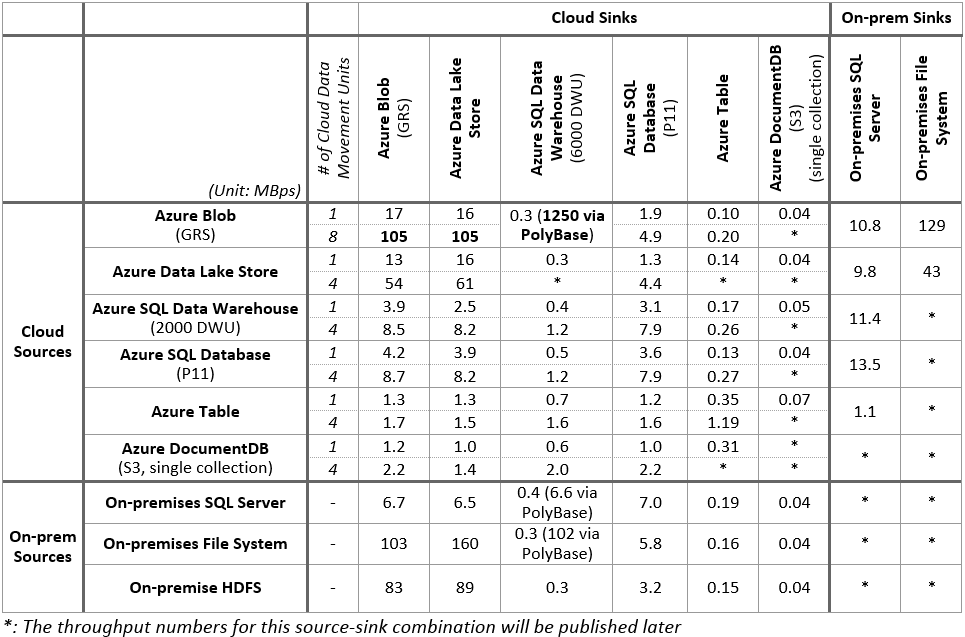 Cloud Sinks On-prem Sinks
(Unit: MBps)
# of Cloud Data
Movement Units
Azure Blob
(GRS)
Azure Data Lake
Store
Azure SQL Data
Warehouse
(6000 DWU)
Azure SQL
Database
(P11)
Azure Table
Azure DocumentDB
(S3)
(single collection)
On-premises SQL
Server
On-premises File
System
Cloud
Sources
Azure Blob
(GRS)
1 17 16 0.3 (1250 via
PolyBase) 1.9 0.10 0.04 10.8 129
8 105 105 4.9 0.20 *
Azure Data Lake Store
1 13 16 0.3 1.3 0.14 0.04 9.8 43
4 54 61 * 4.4 * *
Azure SQL Data Warehouse
(2000 DWU)
1 3.9 2.5 0.4 3.1 0.17 0.05 11.4 *
4 8.5 8.2 1.2 7.9 0.26 *
Azure SQL Database
(P11)
1 4.2 3.9 0.5 3.6 0.13 0.04 13.5 *
4 8.7 8.2 1.2 7.9 0.27 *
Azure Table
1 1.3 1.3 0.7 1.2 0.35 0.07 1.1 *
4 1.7 1.5 1.6 1.6 1.19 *
Azure DocumentDB
(S3, single collection)
1 1.2 1.0 0.6 1.0 0.31 * * *
4 2.2 1.4 2.0 2.2 * *
On-prem
Sources
On-premises SQL Server - 6.7 6.5 0.4 (6.6 via
PolyBase) 7.0 0.19 0.04 * *
On-premises File System - 103 160 0.3 (102 via
PolyBase) 5.8 0.16 0.04 * *
On-premise HDFS - 83 89 0.3 3.2 0.15 0.04 * *
*: The throughput numbers for this source-sink combination will be published later